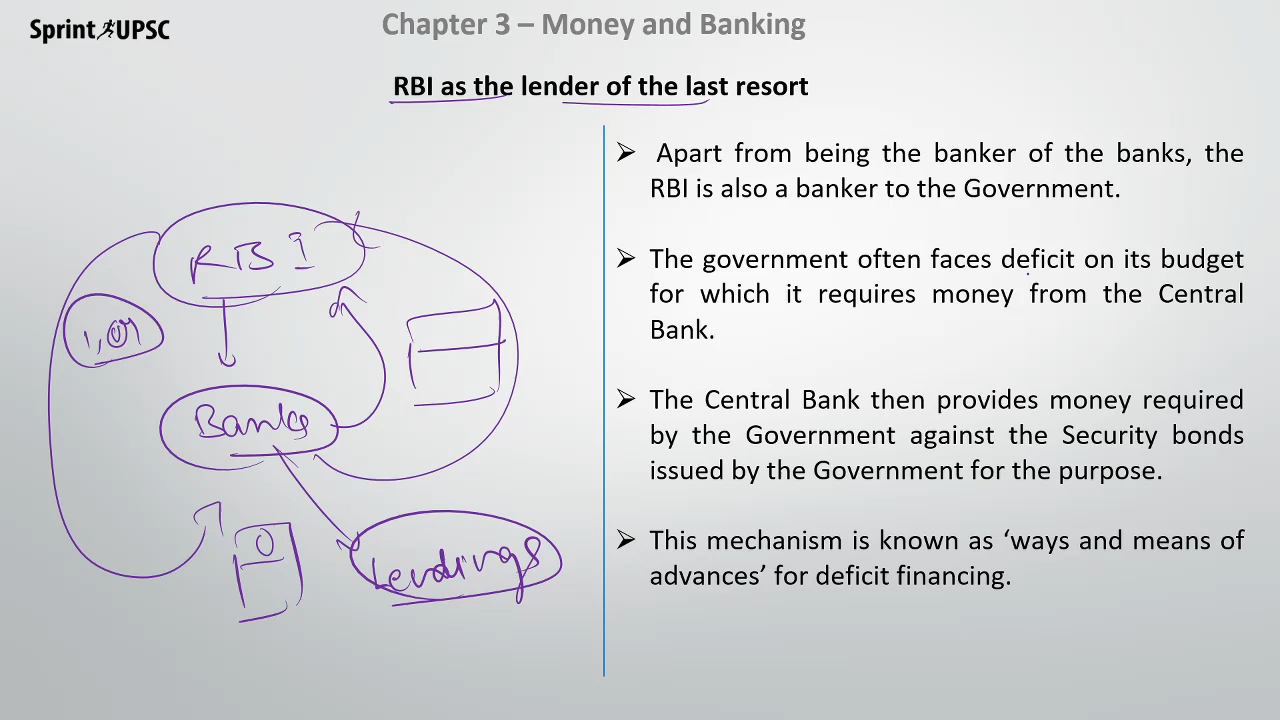 Sprint UPSC
Chapter 3 – Money and Banking
RBI as the lender of the last resort
RBI
Banks
Lendings
➢ Apart from being the banker of the banks, the
RBI is also a banker to the Government.
➢ The government often faces deficit on its budget
for which it requires money from the Central
Bank.
➢ The Central Bank then provides money required
by the Government against the Security bonds
issued by the Government for the purpose.
➢ This mechanism is known as ‘ways and means of
advances’ for deficit financing.